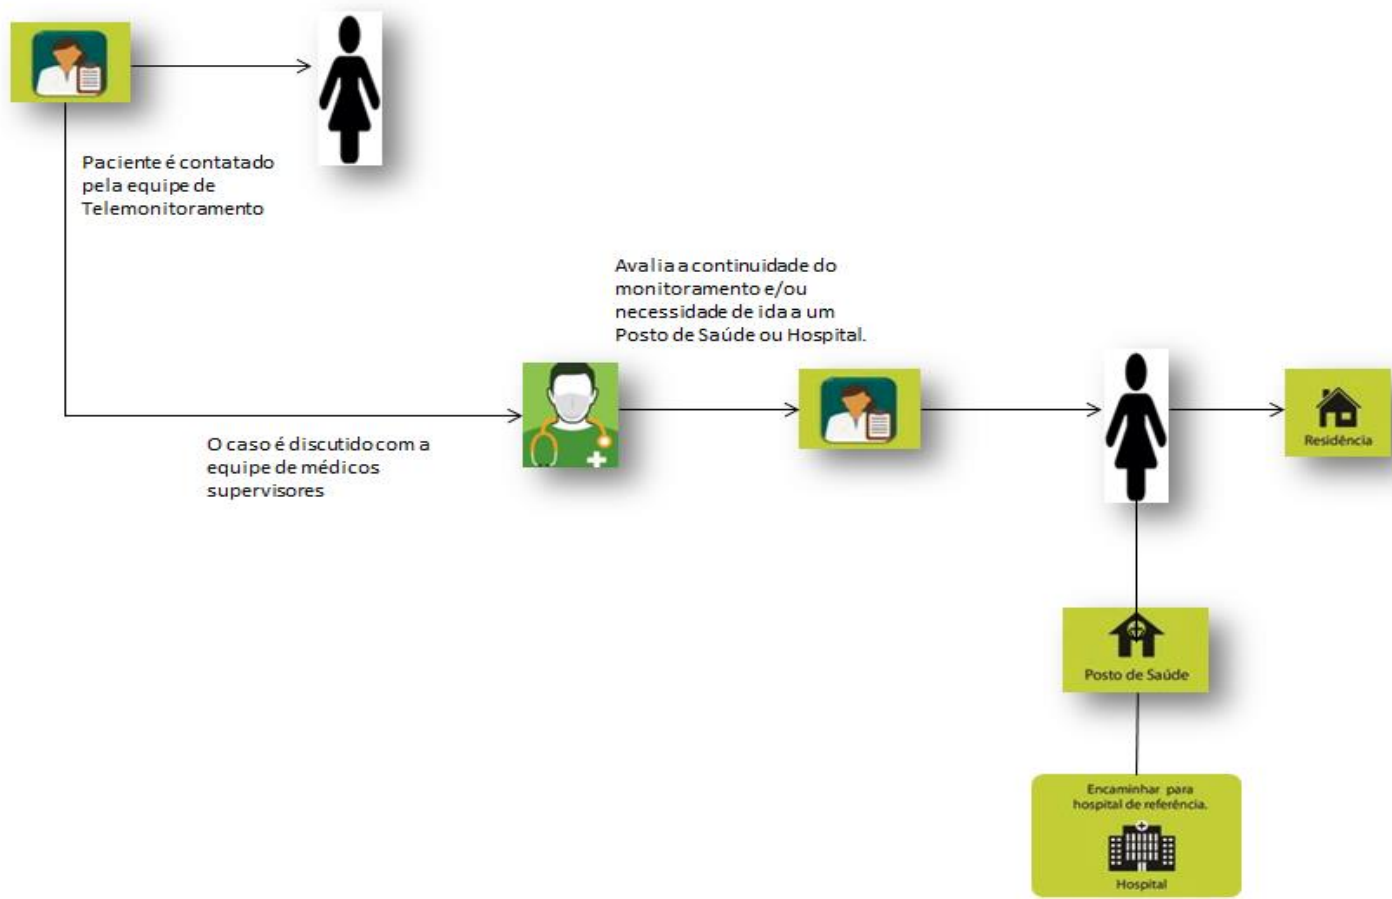 Paciente é contatado
pela equipe de
Telemonitoramento
Avalia a continuidade do
monitoramento e/ou
necessidade de ida a um
Posto de Saúde ou Hospital.
O caso é discutido com a
equipe de médicos
supervisores
Residência
Posto de Saúde
Encaminhar para
hospital de referência.
Hospital